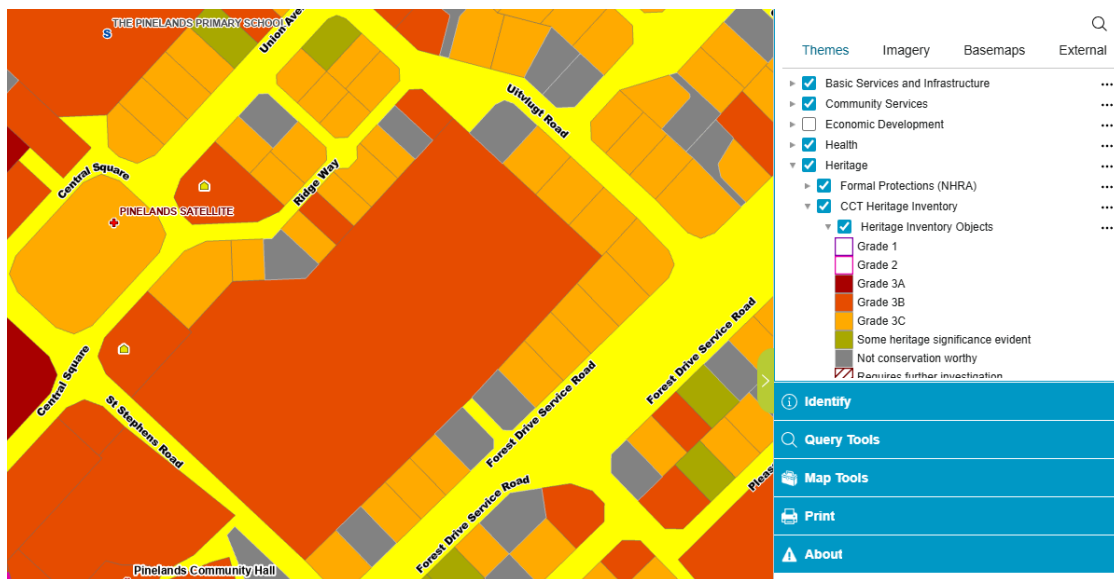 THE PINELANDS PRIMARY SCHOOL
S
Union Ave
Uitvlugt Road
Central Square
Ridge Way
PINELANDS SATELLITE
Forest Drive Service Road
Central Square
St Stephens Road
Forest Drive Service Road
Pleas
Forest Drive Service Road
Pinelands Community Hall
Themes Imagery Basemaps External
Basic Services and Infrastructure
Community Services
Economic Development
Health
Heritage
Formal Protections (NHRA)
CCT Heritage Inventory
Heritage Inventory Objects
Grade 1
Grade 2
Grade 3A
Grade 3B
Grade 3C
Some heritage significance evident
Not conservation worthy
Requires further investigation
Identify
Query Tools
Map Tools
Print
About